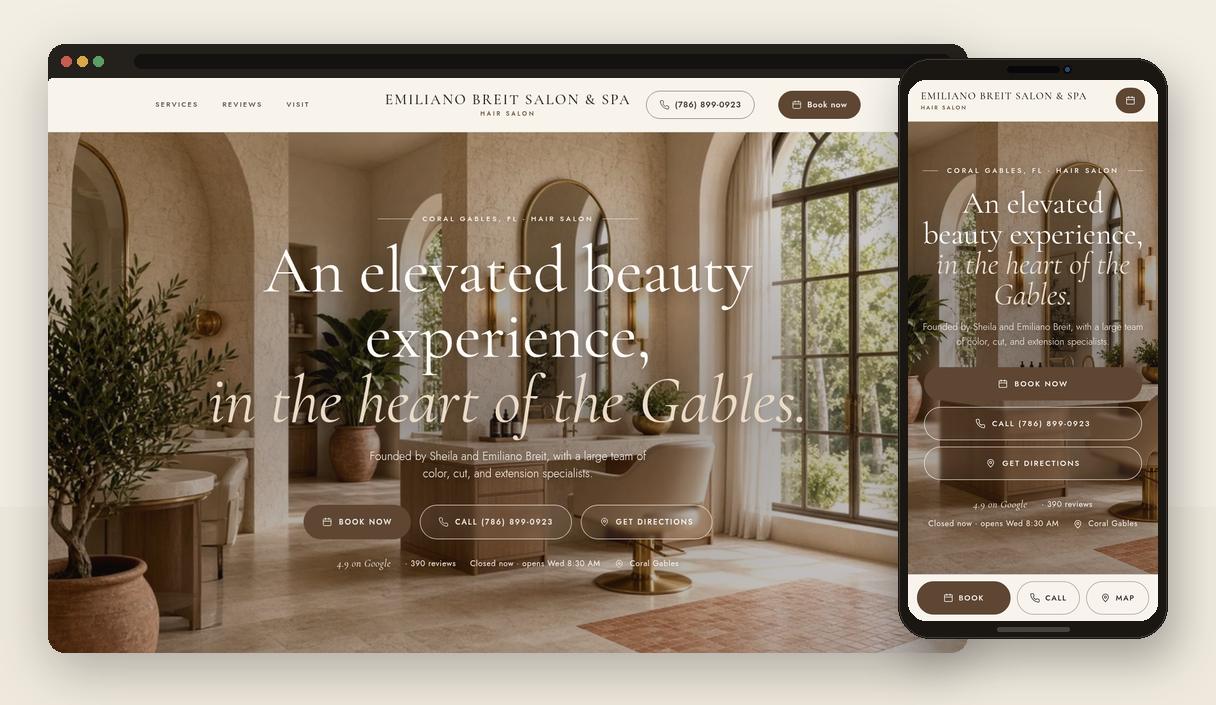 SERVICES REVIEWS VISIT
EMILIANO BREIT SALON & SPA
HAIR SALON
(786) 899-0923
Book now
CORAL GABLES, FL · HAIR SALON
An elevated beauty
experience,
in the heart of the Gables.
Founded by Sheila and Emiliano Breit, with a large team of
color, cut, and extension specialists.
BOOK NOW
CALL (786) 899-0923
GET DIRECTIONS
4.9 on Google · 390 reviews Closed now · opens Wed 8:30 AM Coral Gables
EMILIANO BREIT SALON & SPA
HAIR SALON
CORAL GABLES, FL · HAIR SALON
An elevated
beauty experience,
in the heart of the
Gables.
Founded by Sheila and Emiliano Breit, with a large team
of color, cut, and extension specialists.
BOOK NOW
CALL (786) 899-0923
GET DIRECTIONS
4.9 on Google · 390 reviews
Closed now · opens Wed 8:30 AM Coral Gables
BOOK CALL MAP